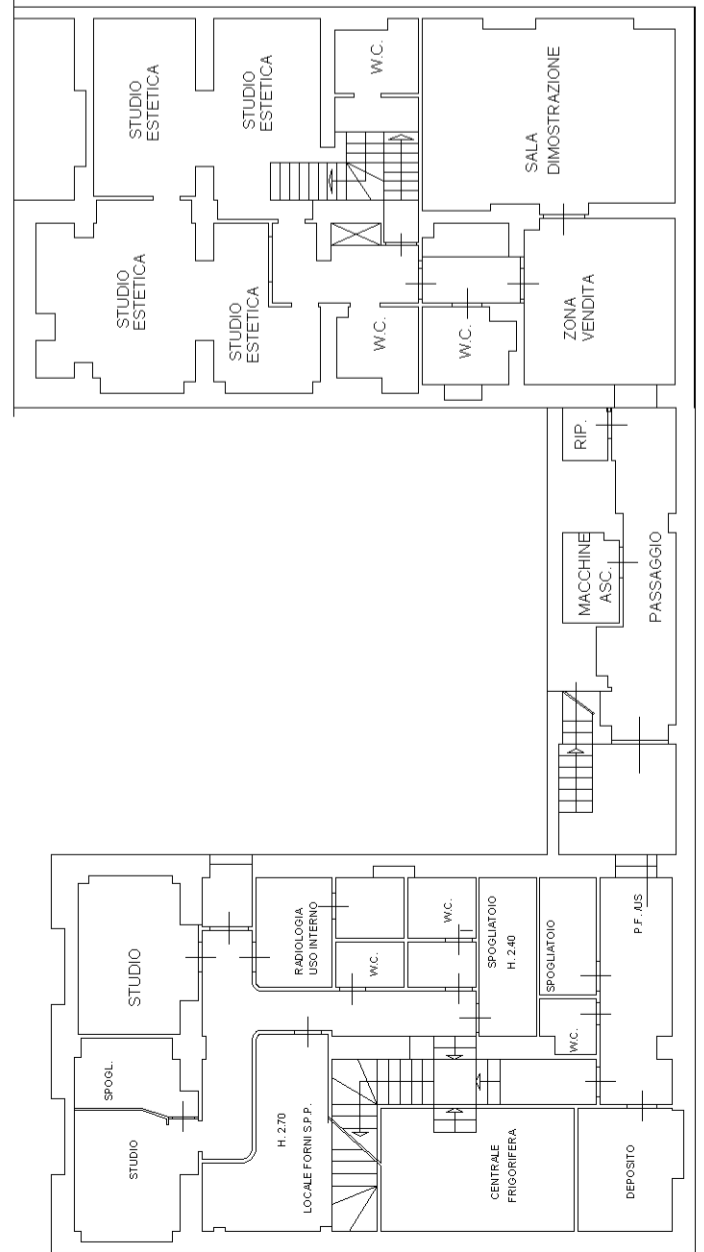 STUDIO
ESTETICA
STUDIO
ESTETICA
W.C.
SALA
DIMOSTRAZIONE
STUDIO
ESTETICA
STUDIO
ESTETICA
W.C.
W.C.
ZONA
VENDITA
RIP.
MACCHINE
ASC.
PASSAGGIO
STUDIO
RADIOLOGIA
USO INTERNO
W.C.
W.C.
SPOGLIATOIO
H. 2.40
SPOGLIATOIO
P.F. /US
SPOGL.
W.C.
STUDIO
H. 2.70
LOCALE FORNI S.P.P.
CENTRALE
FRIGORIFERA
DEPOSITO